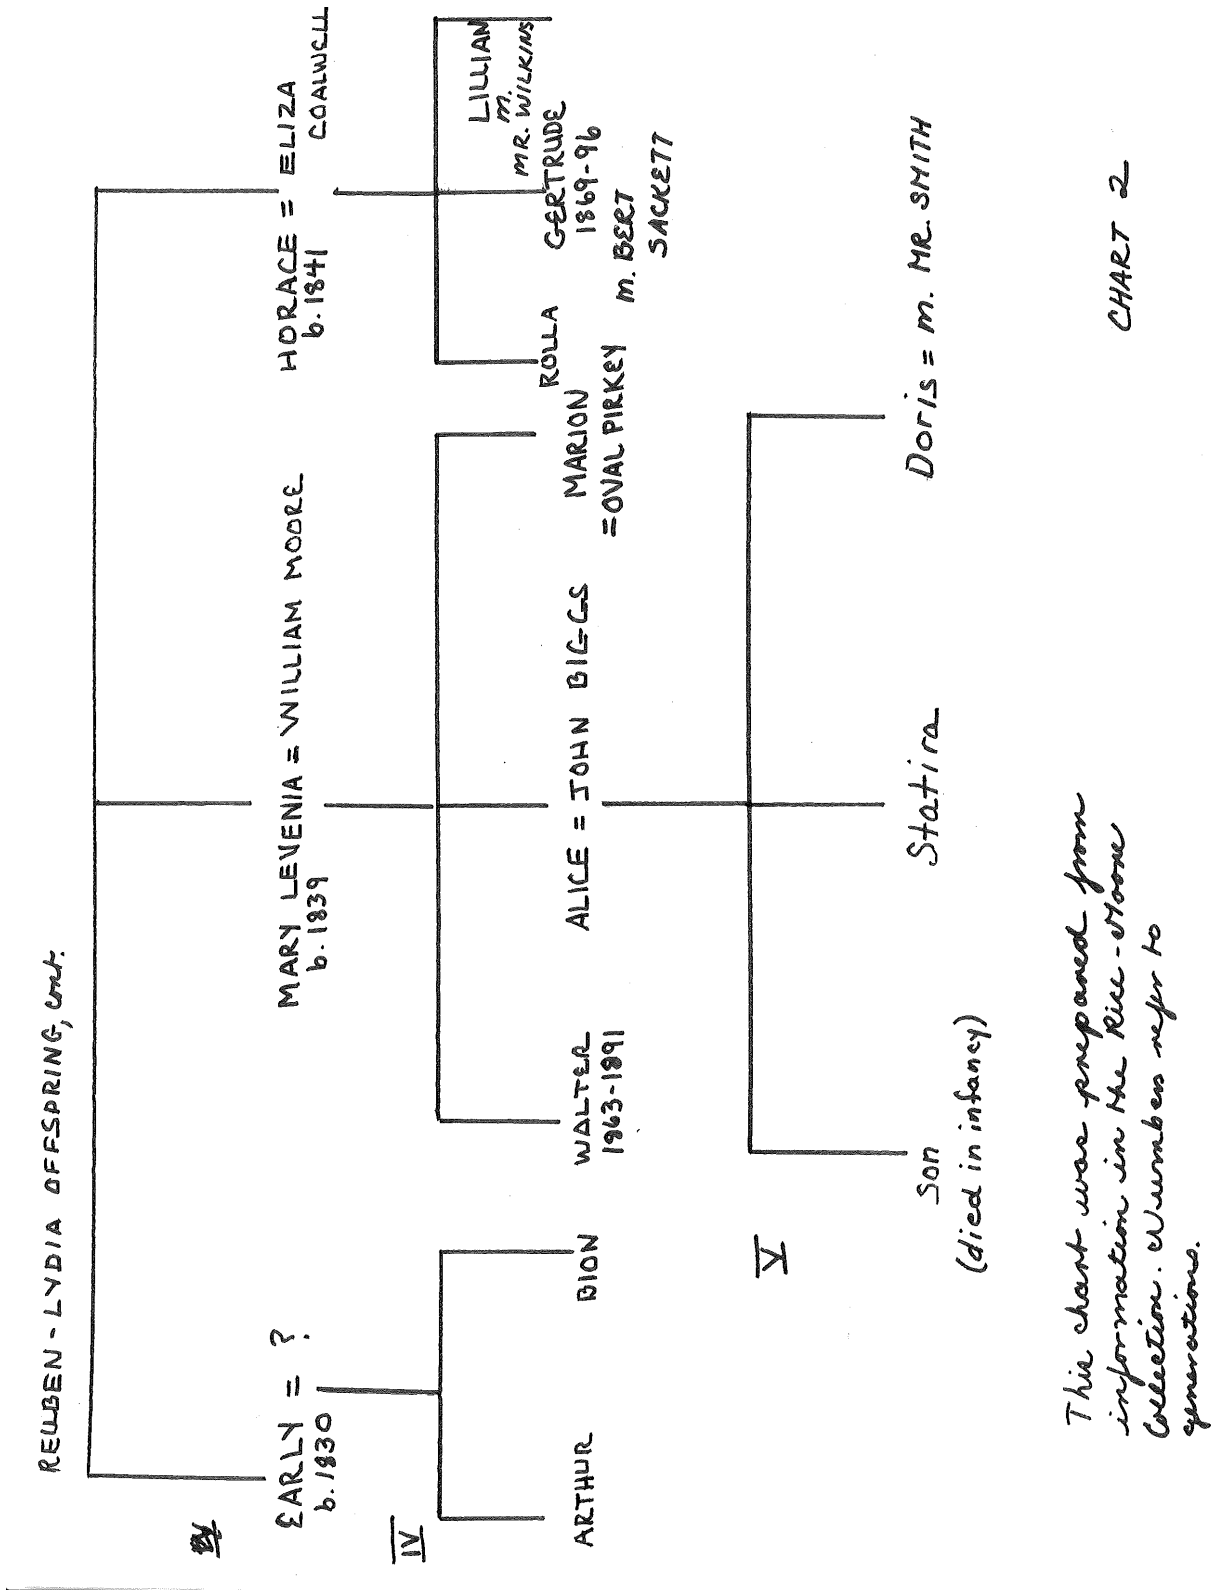 REUBEN - LYDIA OFFSPRING, cont.
EARLY = ?
b. 1830
MARY LEVENIA = WILLIAM MOORE
b. 1839
HORACE = ELIZA
COALWELL
b. 1841
IV
ARTHUR
BION
WALTER
1863-1891
ALICE = JOHN BIGGS
MARION
=OVAL PIRKEY
ROLLA
GERTRUDE
1869-96
m. BERT
SACKETT
LILLIAN
m.
MR. WILKINS
V
Son
(died in infancy)
Statira
Doris = m. MR. SMITH
This chart was prepared from
information in the Rice-Moore
Collection. Numbers refer to
generations.
CHART 2